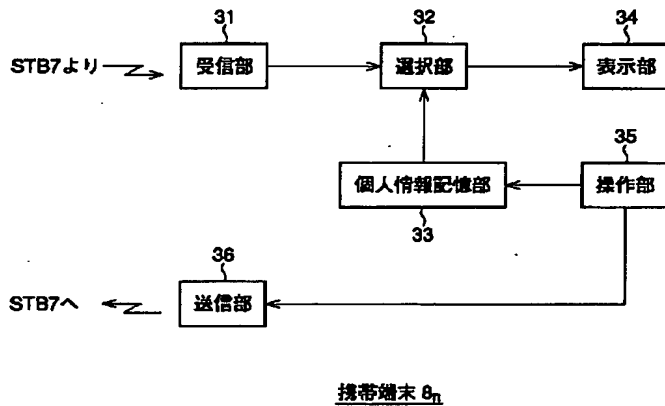 31
32
34
STB7より
受信部
選択部
表示部
35
個人情報記憶部
操作部
33
36
STB7へ
送信部
携帯端末 8n